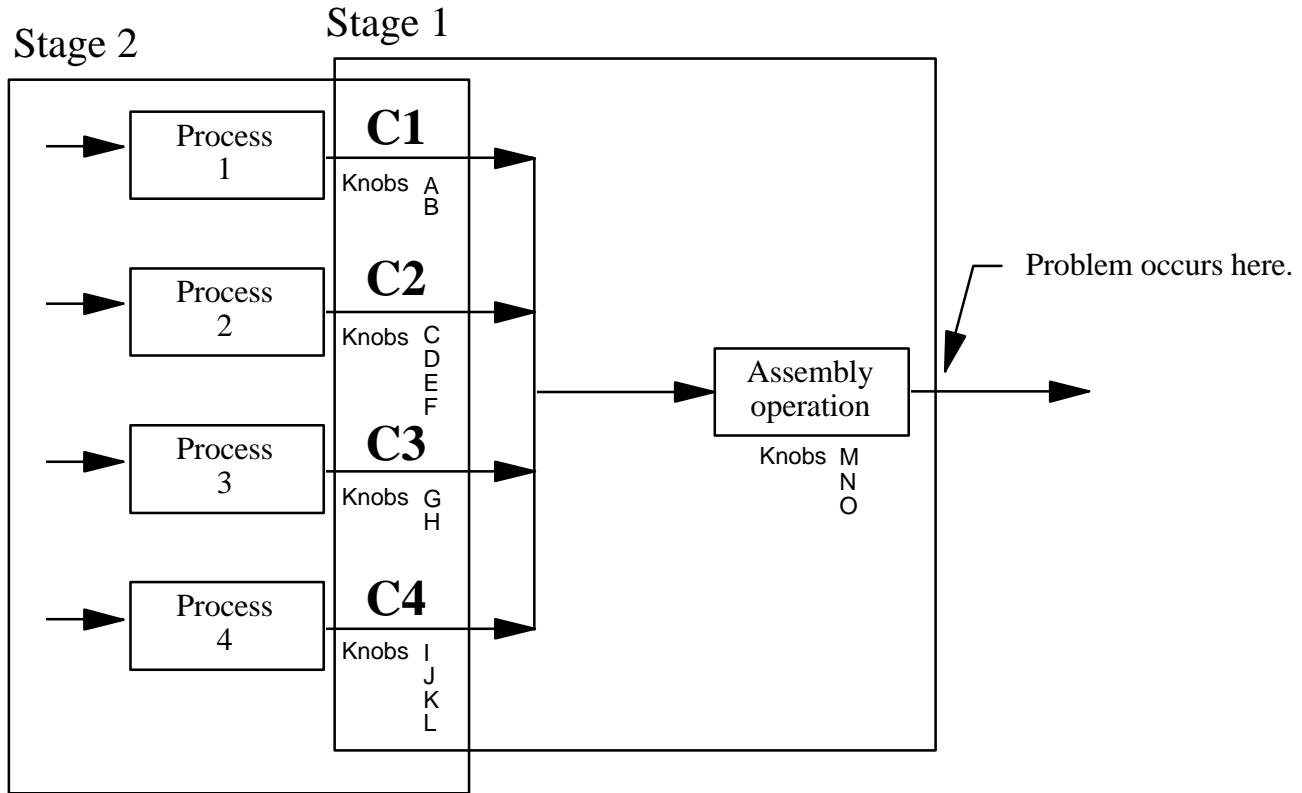 Stage 2
Stage 1
Process
1
C1
Knobs A
B
Process
2
C2
Knobs C
D
E
F
Problem occurs here.
Assembly
operation
Knobs M
N
O
Process
3
C3
Knobs G
H
Process
4
C4
Knobs I
J
K
L